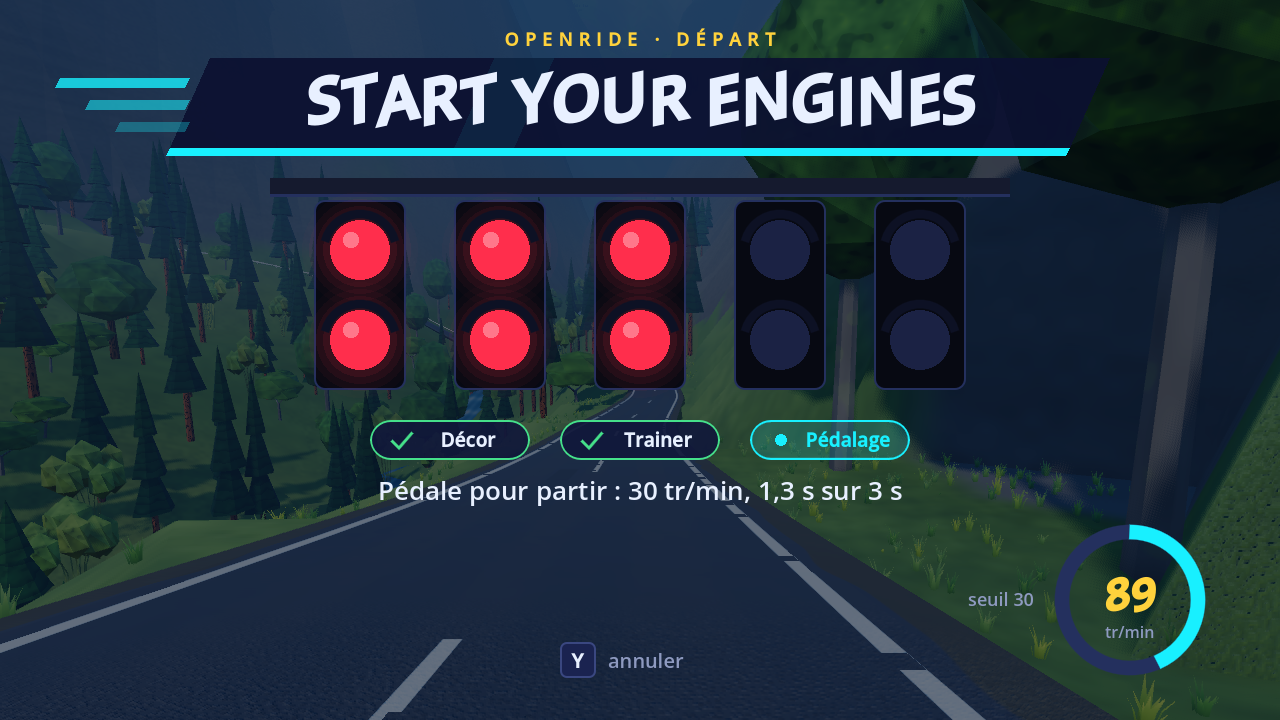 OPENRIDE · DÉPART
START YOUR ENGINES
Décor
Trainer
Pédalage
Pédale pour partir : 30 tr/min, 1,3 s sur 3 s
seuil 30
89
tr/min
Y annuler